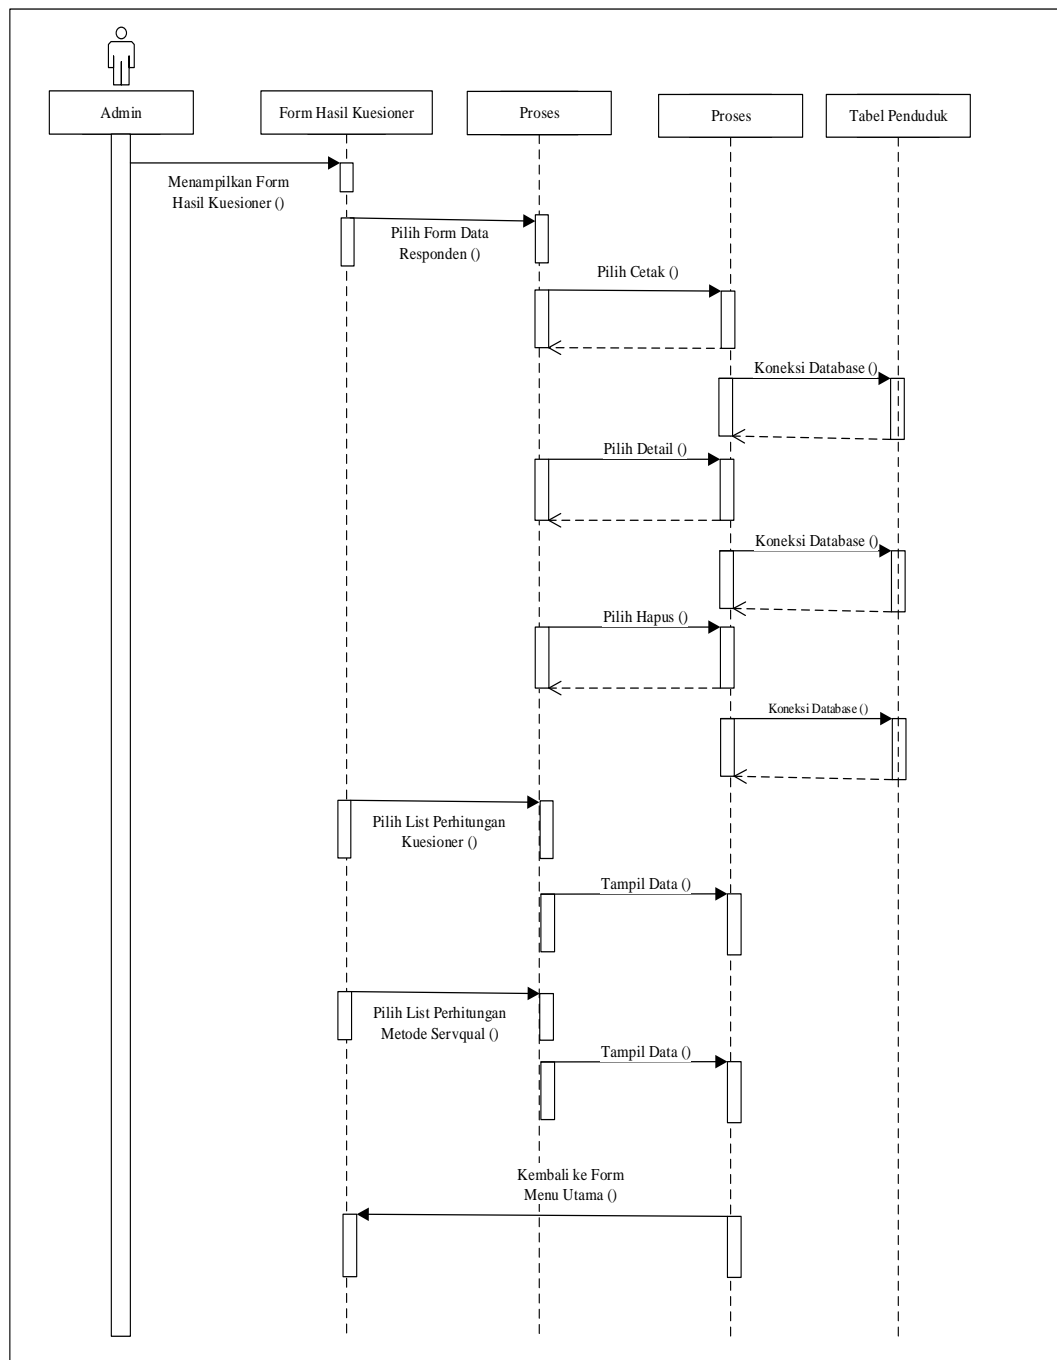 Admin
Form Hasil Kuesioner
Proses
Proses
Tabel Penduduk
Menampilkan Form
Hasil Kuesioner ()
Pilih Form Data
Responden ()
Pilih Cetak ()
Koneksi Database ()
Pilih Detail ()
Koneksi Database ()
Pilih Hapus ()
Koneksi Database ()
Pilih List Perhitungan
Kuesioner ()
Tampil Data ()
Pilih List Perhitungan
Metode Servqual ()
Tampil Data ()
Kembali ke Form
Menu Utama ()